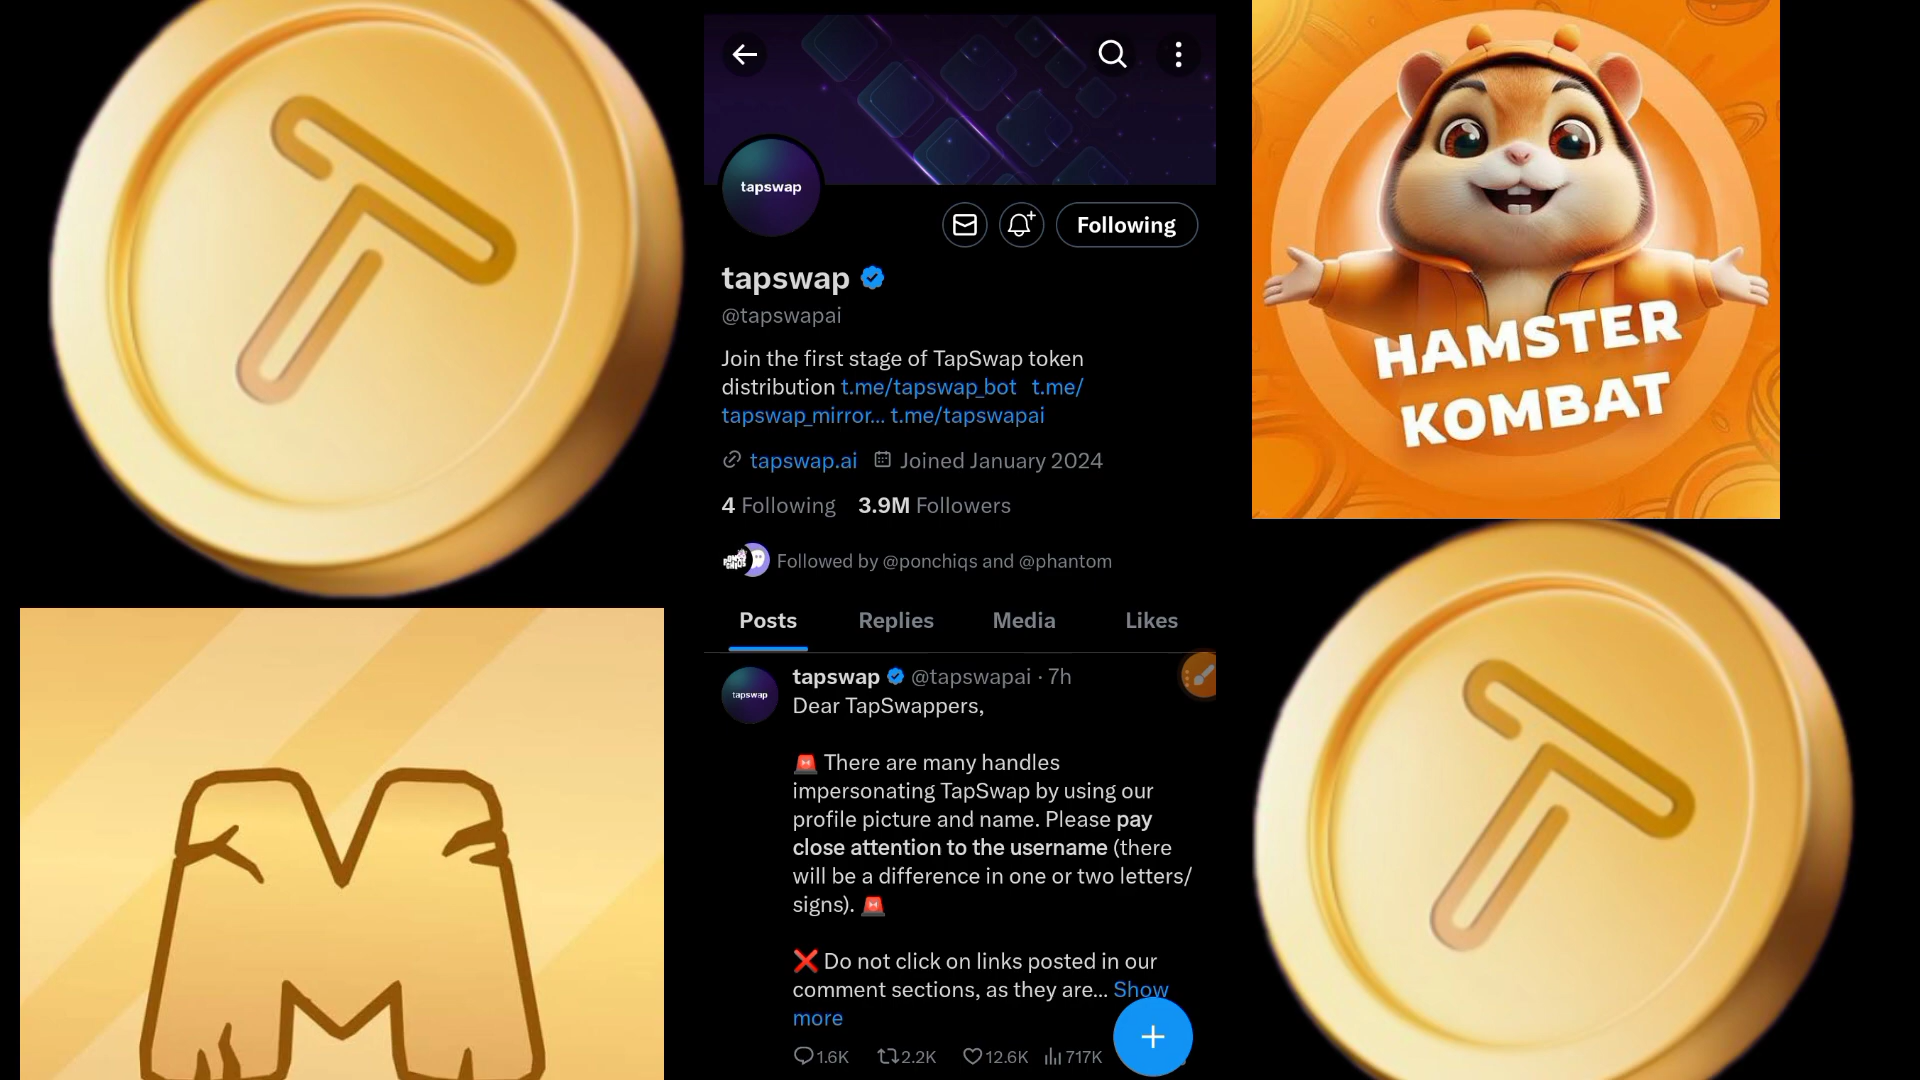 tapswap
Following
tapswap
@tapswapai
Join the first stage of TapSwap token
distribution t.me/tapswap_bot t.me/
tapswap_mirror... t.me/tapswapai
tapswap.ai Joined January 2024
4 Following 3.9M Followers
Followed by @ponchiqs and @phantom
Posts Replies Media Likes
tapswap
tapswap @tapswapai · 7h
Dear TapSwappers,
🚨 There are many handles
impersonating TapSwap by using our
profile picture and name. Please pay
close attention to the username (there
will be a difference in one or two letters/
signs). 🚨
❌ Do not click on links posted in our
comment sections, as they are... Show
more
1.6K 2.2K 12.6K 717K
HAMSTER
KOMBAT
M